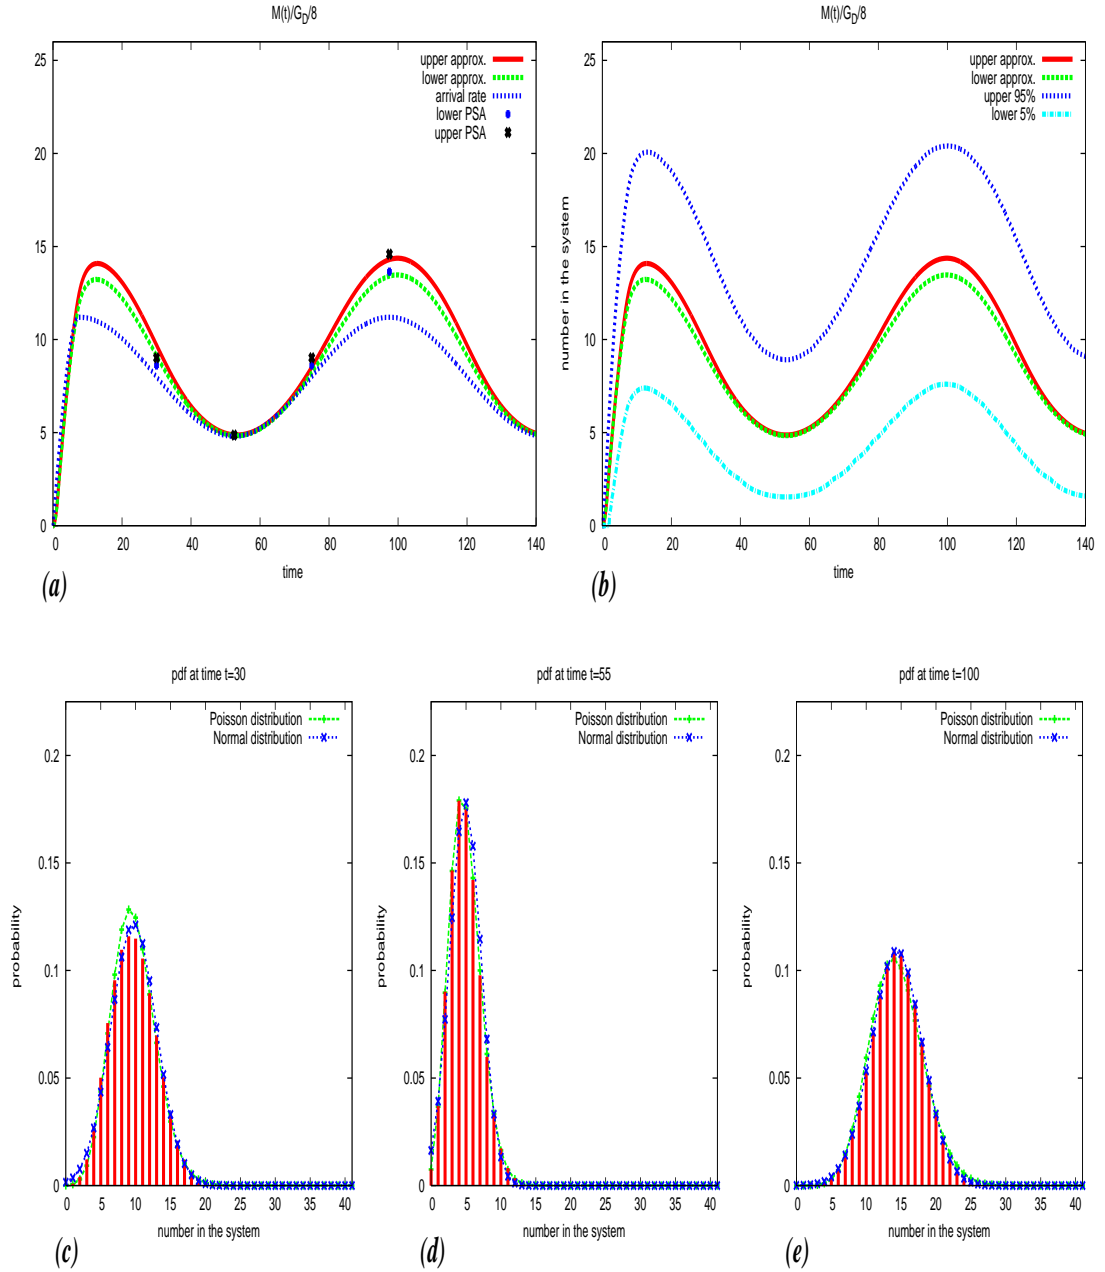 M(t)/G_D/8
upper approx.
lower approx.
arrival rate
lower PSA
upper PSA
25
20
15
10
5
0
0 20 40 60 80 100 120 140
time
(a)
M(t)/G_D/8
upper approx.
lower approx.
upper 95%
lower 5%
number in the system
25
20
15
10
5
0
0 20 40 60 80 100 120 140
time
(b)
pdf at time t=30
Poisson distribution
Normal distribution
probability
0.2
0.15
0.1
0.05
0
0 5 10 15 20 25 30 35 40
number in the system
(c)
pdf at time t=55
Poisson distribution
Normal distribution
probability
0.2
0.15
0.1
0.05
0
0 5 10 15 20 25 30 35 40
number in the system
(d)
pdf at time t=100
Poisson distribution
Normal distribution
probability
0.2
0.15
0.1
0.05
0
0 5 10 15 20 25 30 35 40
number in the system
(e)